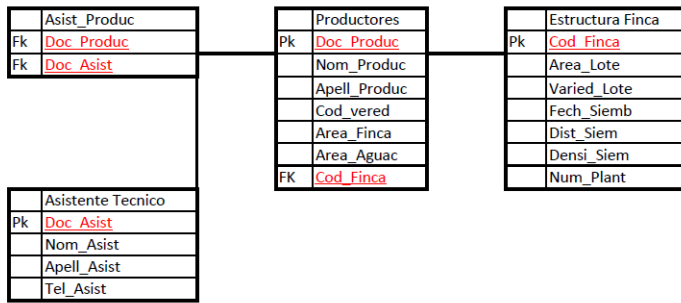 Asist_Produc
Fk Doc_Produc
Fk Doc_Asist
Productores
Pk Doc_Produc
Nom_Produc
Apell_Produc
Cod_vered
Area_Finca
Area_Aguac
FK Cod_Finca
Estructura Finca
Pk Cod_Finca
Area_Lote
Varied_Lote
Fech_Siemb
Dist_Siem
Densi_Siem
Num_Plant
Asistente Tecnico
Pk Doc_Asist
Nom_Asist
Apell_Asist
Tel_Asist